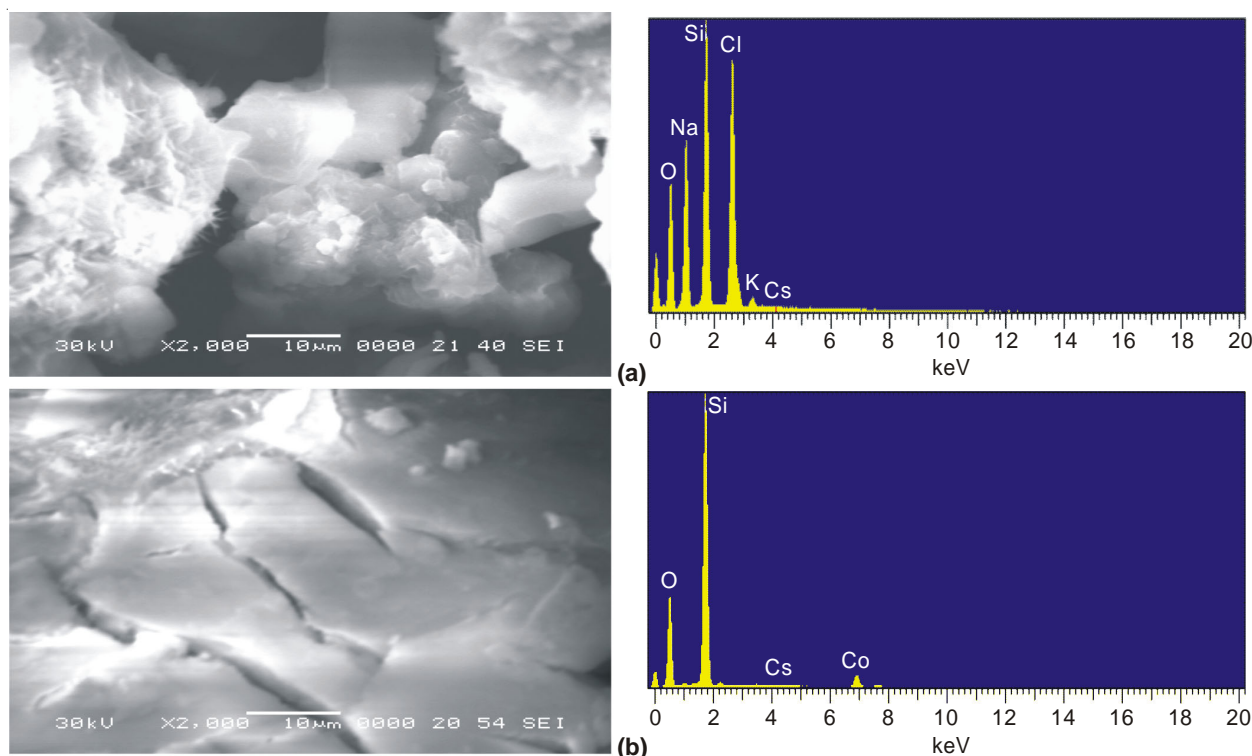 Si
Cl
Na
O
K
Cs
0 2 4 6 8 10 12 14 16 18 20
keV
30kV X2,000 10µm 0000 21 40 SEI
(a)
Si
O
Cs
Co
0 2 4 6 8 10 12 14 16 18 20
keV
30kV X2,000 10µm 0000 20 54 SEI
(b)